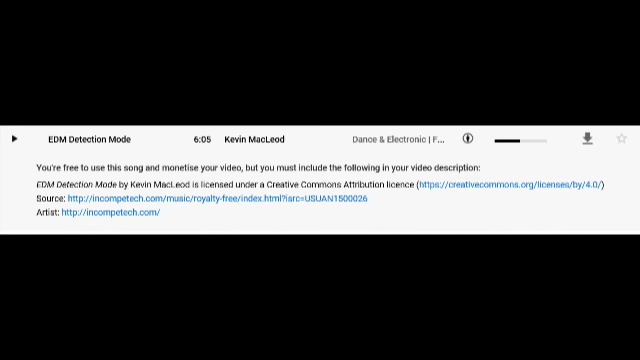 EDM Detection Mode 6:05 Kevin MacLeod Dance & Electronic | F...
You're free to use this song and monetise your video, but you must include the following in your video description:
EDM Detection Mode by Kevin MacLeod is licensed under a Creative Commons Attribution licence (https://creativecommons.org/licenses/by/4.0/)
Source: http://incompetech.com/music/royalty-free/index.html?isrc=USUAN1500026
Artist: http://incompetech.com/